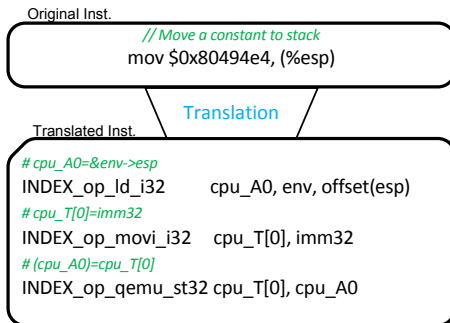 Original Inst.
// Move a constant to stack
mov $0x80494e4, (%esp)
Translation
Translated Inst.
# cpu_A0=&env->esp
INDEX_op_ld_i32 cpu_A0, env, offset(esp)
# cpu_T[0]=imm32
INDEX_op_movi_i32 cpu_T[0], imm32
# (cpu_A0)=cpu_T[0]
INDEX_op_qemu_st32 cpu_T[0], cpu_A0